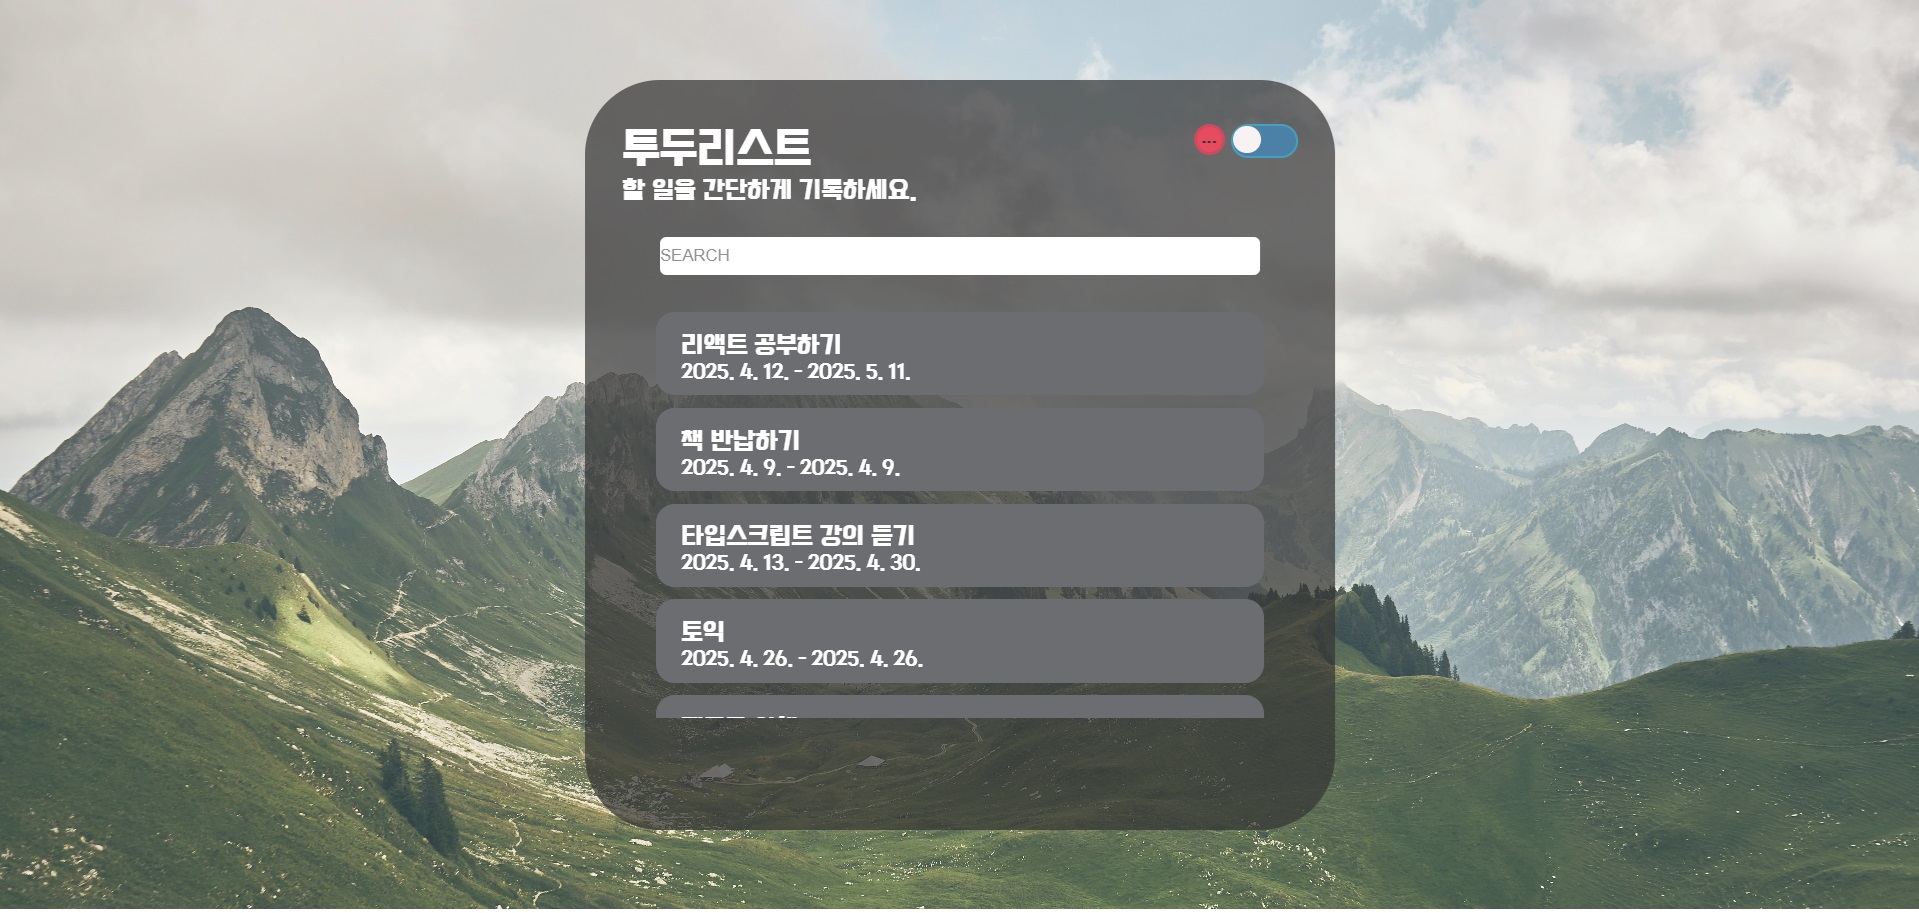 투두리스트
...
할 일을 간단하게 기톡하세요.
SEARCH
리액트 공부하기
2025. 4. 12. - 2025. 5. 11.
책 반납하기
2025. 4. 9. - 2025. 4. 9.
타입스크립트 강의 듣기
2025. 4. 13. - 2025. 4. 30.
토익
2025. 4. 26. - 2025. 4. 26.